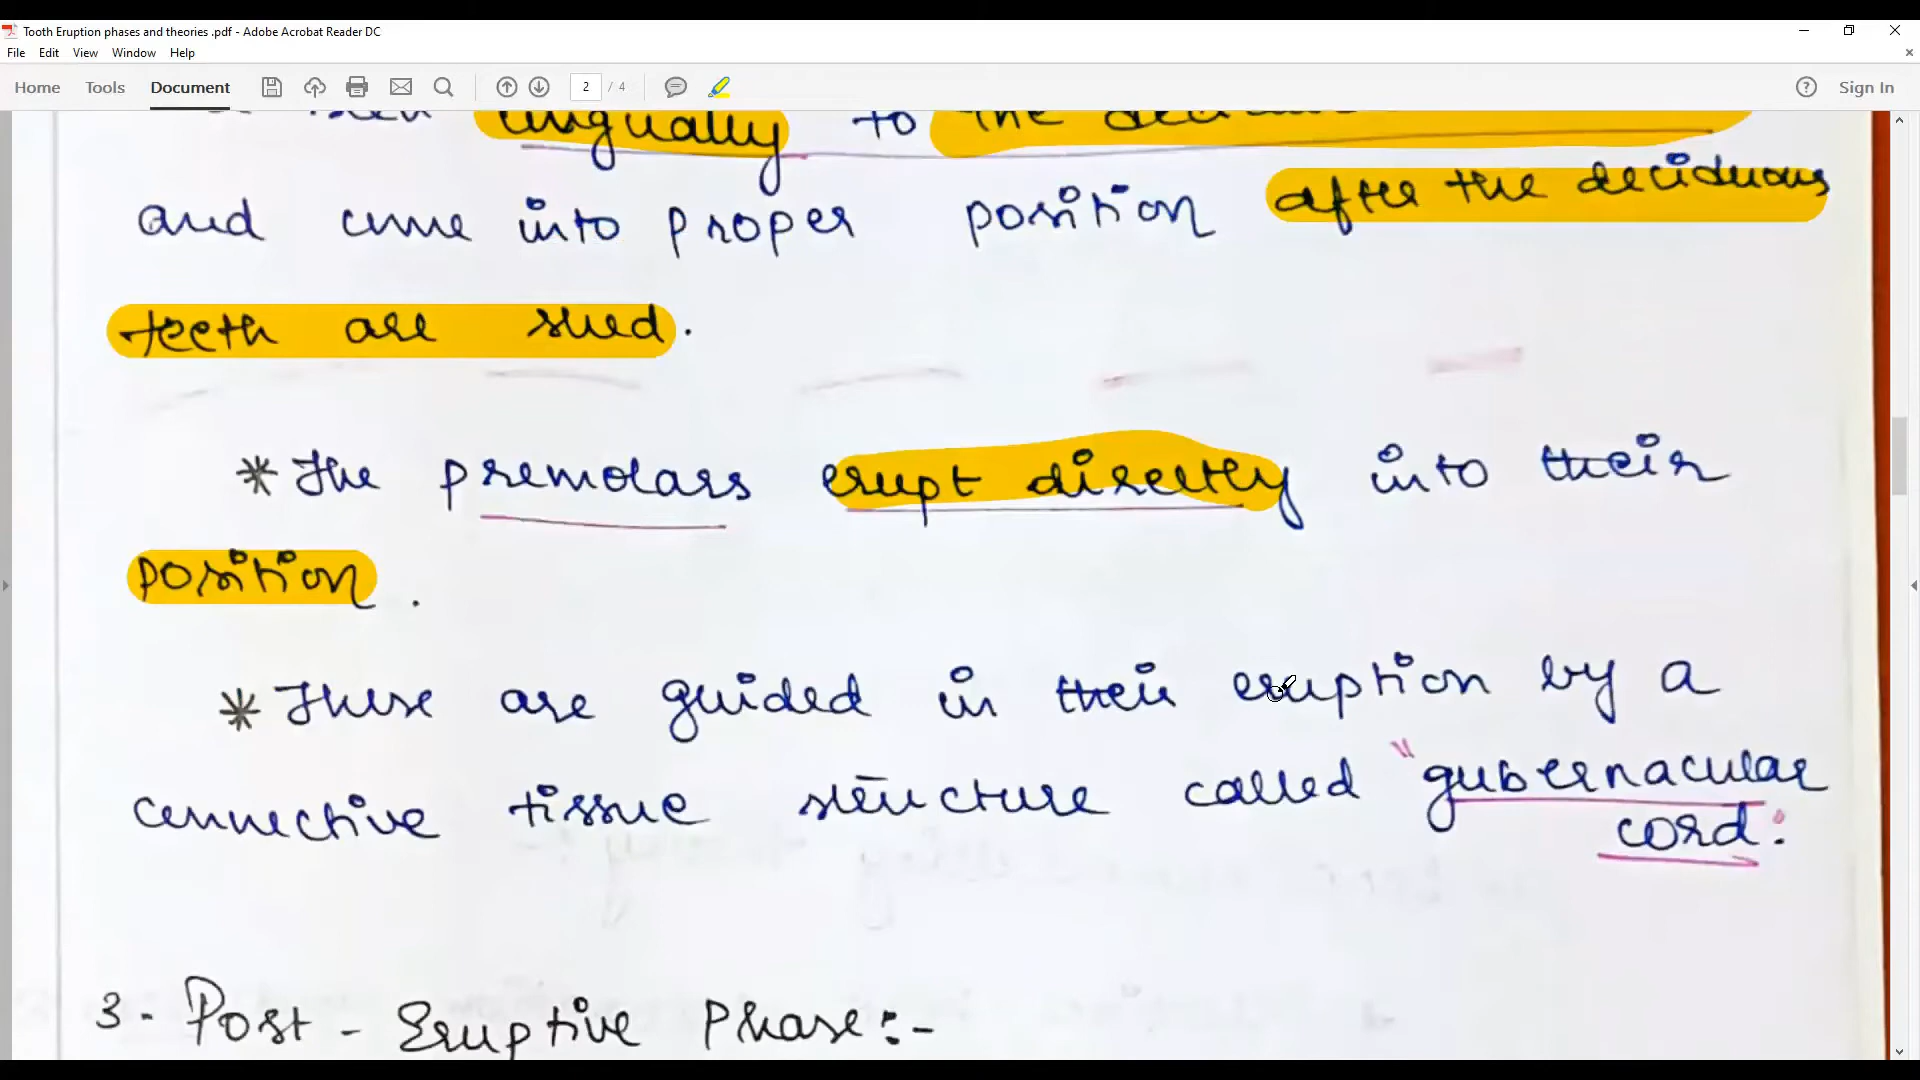 Tooth Eruption phases and theories .pdf - Adobe Acrobat Reader DC
File Edit View Window Help
Home Tools Document 2 / 4 Sign In
lingually to the
and come into proper position after the deciduous
teeth are shed.
* The premolars erupt directly into their
position .
* These are guided in their eruption by a
connective tissue structure called "gubernacular
cord:
3. Post - Eruptive Phase:-